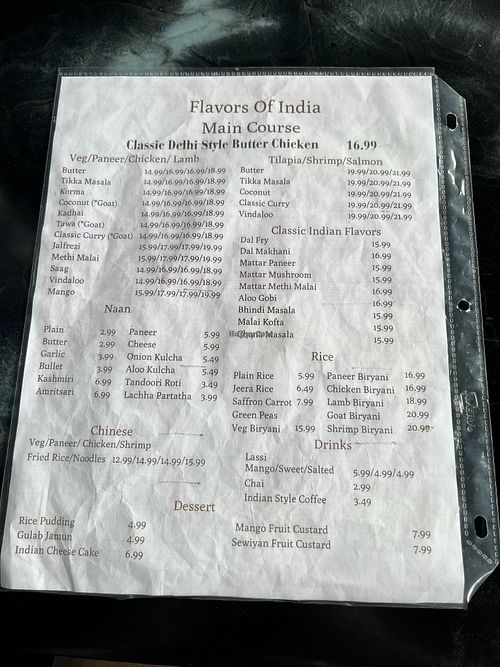 Flavors Of India
Main Course
Classic Delhi Style Butter Chicken 16.99
Veg/Paneer/Chicken/ Lamb
Butter 14.99/16.99/16.99/18.99
Tikka Masala 14.99/16.99/16.99/18.99
Korma 14.99/16.99/16.99/18.99
Coconut (*Goat) 14.99/16.99/16.99/18.99
Kadhai 14.99/16.99/16.99/18.99
Tawa (*Goat) 14.99/16.99/16.99/18.99
Classic Curry (*Goat) 14.99/16.99/16.99/18.99
Jalfrezi 15.99/17.99/17.99/19.99
Methi Malai 15.99/17.99/17.99/19.99
Saag 14.99/16.99/16.99/18.99
Vindaloo 14.99/16.99/16.99/18.99
Mango 15.99/17.99/17.99/19.99
Tilapia/Shrimp/Salmon
Butter 19.99/20.99/21.99
Tikka Masala 19.99/20.99/21.99
Coconut 19.99/20.99/21.99
Classic Curry 19.99/20.99/21.99
Vindaloo 19.99/20.99/21.99
Classic Indian Flavors
Dal Fry 15.99
Dal Makhani 16.99
Mattar Paneer 15.99
Mattar Mushroom 15.99
Mattar Methi Malai 16.99
Aloo Gobi 16.99
Bhindi Masala 15.99
Malai Kofta 15.99
Masala 15.99
Naan
Plain 2.99 Paneer 5.99
Butter 2.99 Cheese 5.99
Garlic 3.99 Onion Kulcha 5.49
Bullet 3.99 Aloo Kulcha 5.49
Kashmiri 6.99 Tandoori Roti 3.49
Amritsari 6.99 Lachha Partatha 3.99
Rice
Plain Rice 5.99 Paneer Biryani 16.99
Jeera Rice 6.49 Chicken Biryani 16.99
Saffron Carrot 7.99 Lamb Biryani 18.99
Green Peas Goat Biryani 20.99
Veg Biryani 15.99 Shrimp Biryani 20.99
Chinese
Veg/Paneer/ Chicken/Shrimp
Fried Rice/Noodles 12.99/14.99/14.99/15.99
Drinks
Lassi
Mango/Sweet/Salted 5.99/4.99/4.99
Chai 2.99
Indian Style Coffee 3.49
Dessert
Rice Pudding 4.99
Gulab Jamun 4.99
Indian Cheese Cake 6.99
Mango Fruit Custard 7.99
Sewiyan Fruit Custard 7.99